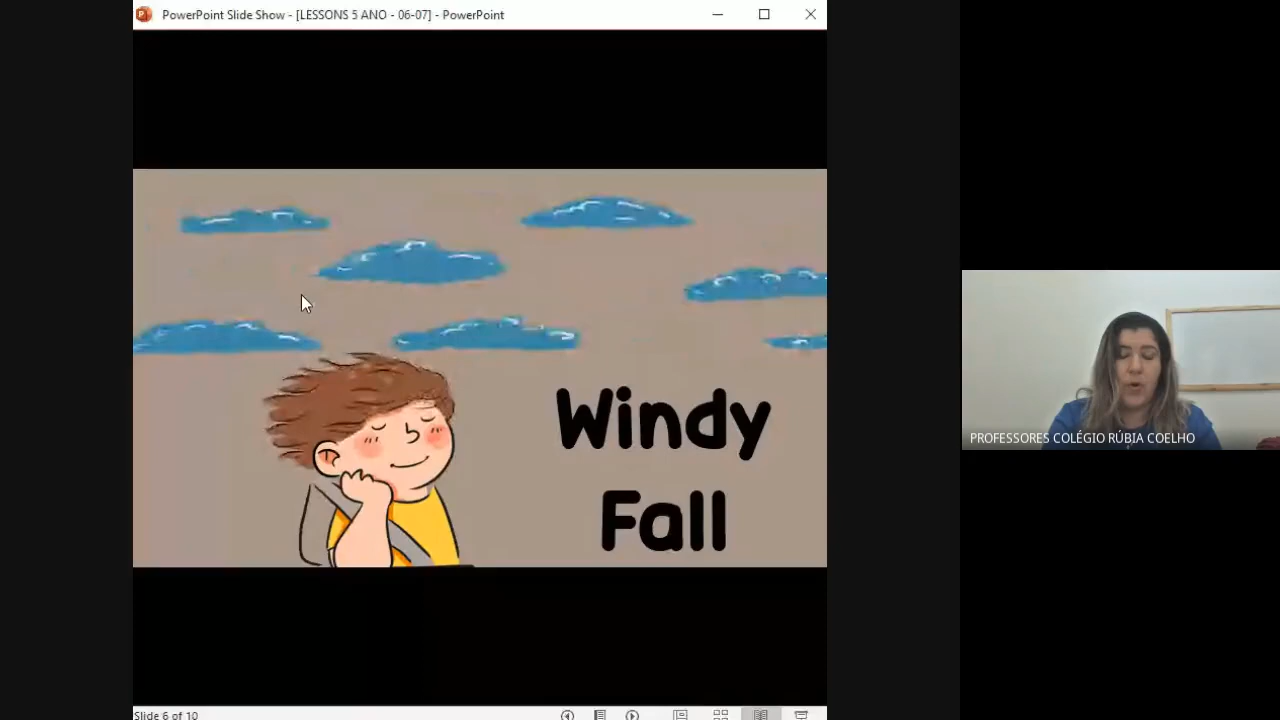 PowerPoint Slide Show - [LESSONS 5 ANO - 06-07] - PowerPoint
Windy
Fall
PROFESSORES COLÉGIO RÚBIA COELHO
Slide 6 of 10